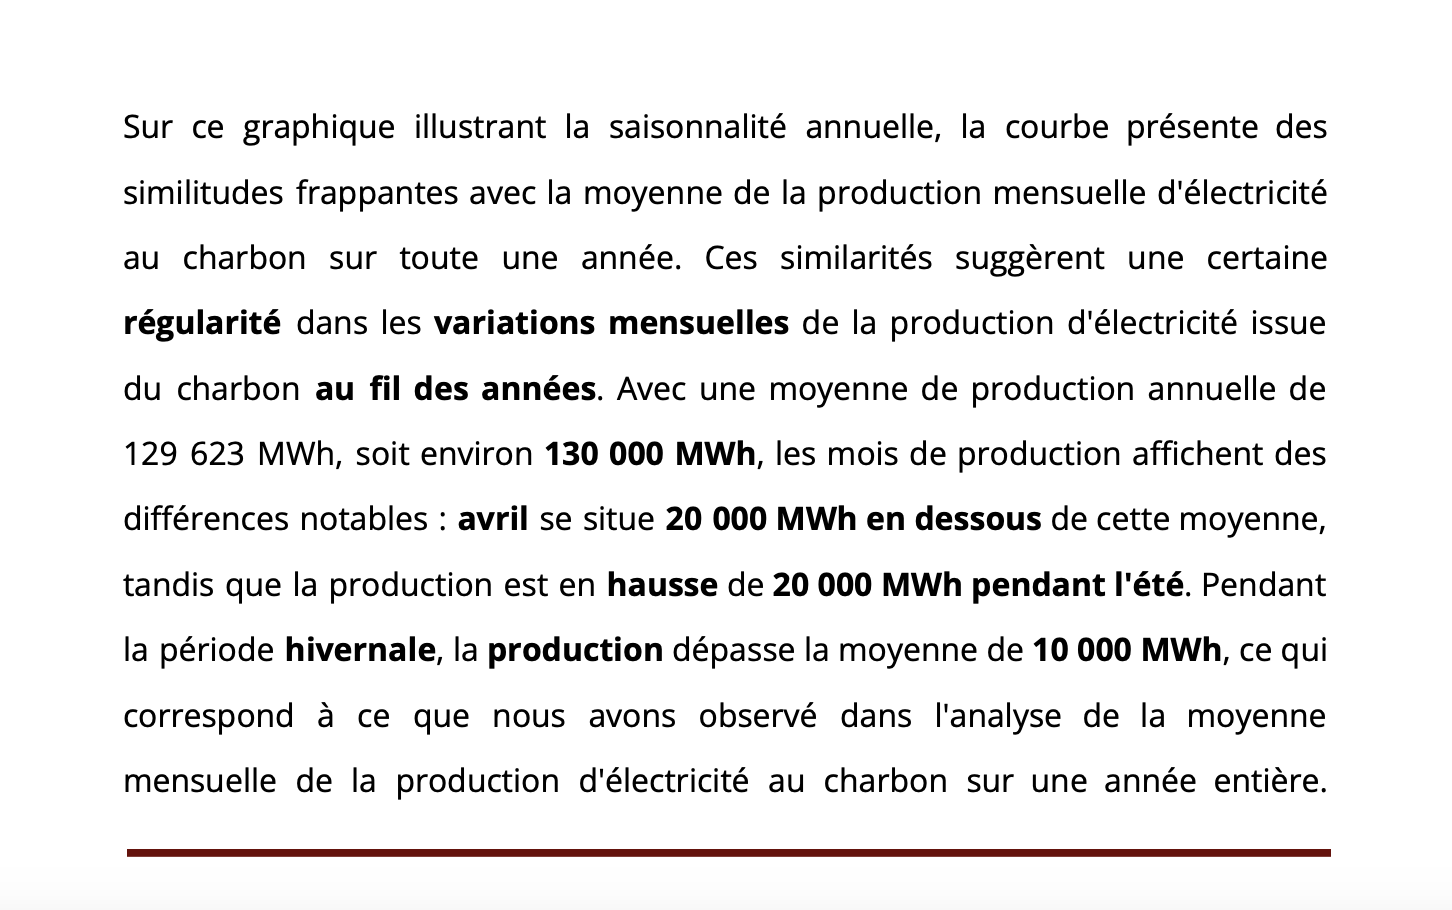 Sur ce graphique illustrant la saisonnalité annuelle, la courbe présente des
similitudes frappantes avec la moyenne de la production mensuelle d'électricité
au charbon sur toute une année. Ces similarités suggèrent une certaine
régularité dans les variations mensuelles de la production d'électricité issue
du charbon au fil des années. Avec une moyenne de production annuelle de
129 623 MWh, soit environ 130 000 MWh, les mois de production affichent des
différences notables : avril se situe 20 000 MWh en dessous de cette moyenne,
tandis que la production est en hausse de 20 000 MWh pendant l'été. Pendant
la période hivernale, la production dépasse la moyenne de 10 000 MWh, ce qui
correspond à ce que nous avons observé dans l'analyse de la moyenne
mensuelle de la production d'électricité au charbon sur une année entière.